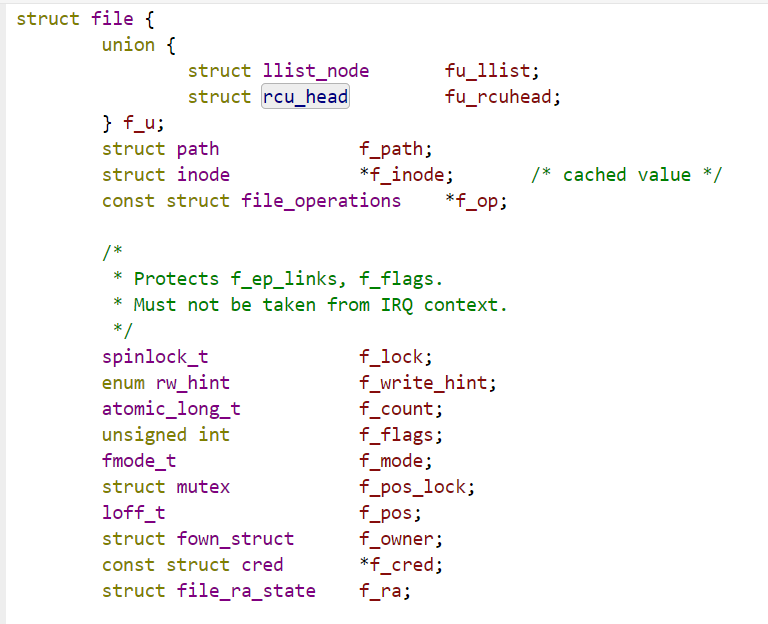 struct file {
union {
struct llist_node fu_llist;
struct rcu_head fu_rcuhead;
} f_u;
struct path f_path;
struct inode *f_inode; /* cached value */
const struct file_operations *f_op;
/*
* Protects f_ep_links, f_flags.
* Must not be taken from IRQ context.
*/
spinlock_t f_lock;
enum rw_hint f_write_hint;
atomic_long_t f_count;
unsigned int f_flags;
fmode_t f_mode;
struct mutex f_pos_lock;
loff_t f_pos;
struct fown_struct f_owner;
const struct cred *f_cred;
struct file_ra_state f_ra;